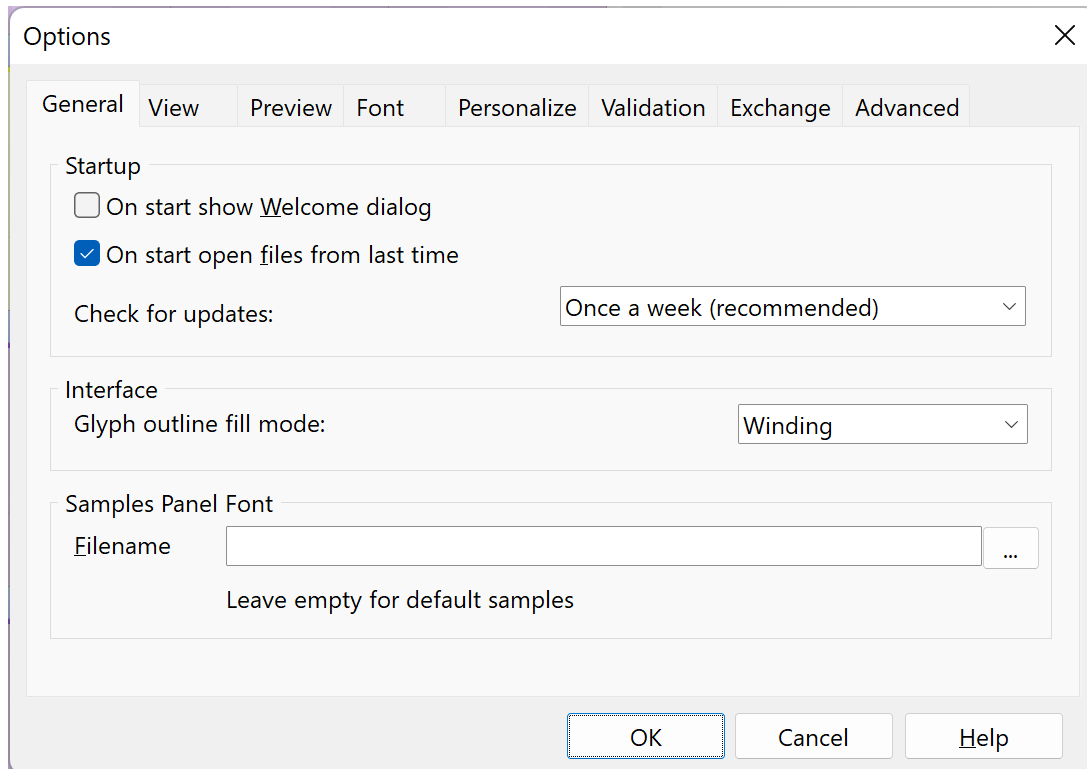 Options
General View Preview Font Personalize Validation Exchange Advanced
Startup
On start show Welcome dialog
On start open files from last time
Check for updates: Once a week (recommended)
Interface
Glyph outline fill mode: Winding
Samples Panel Font
Filename ...
Leave empty for default samples
OK Cancel Help